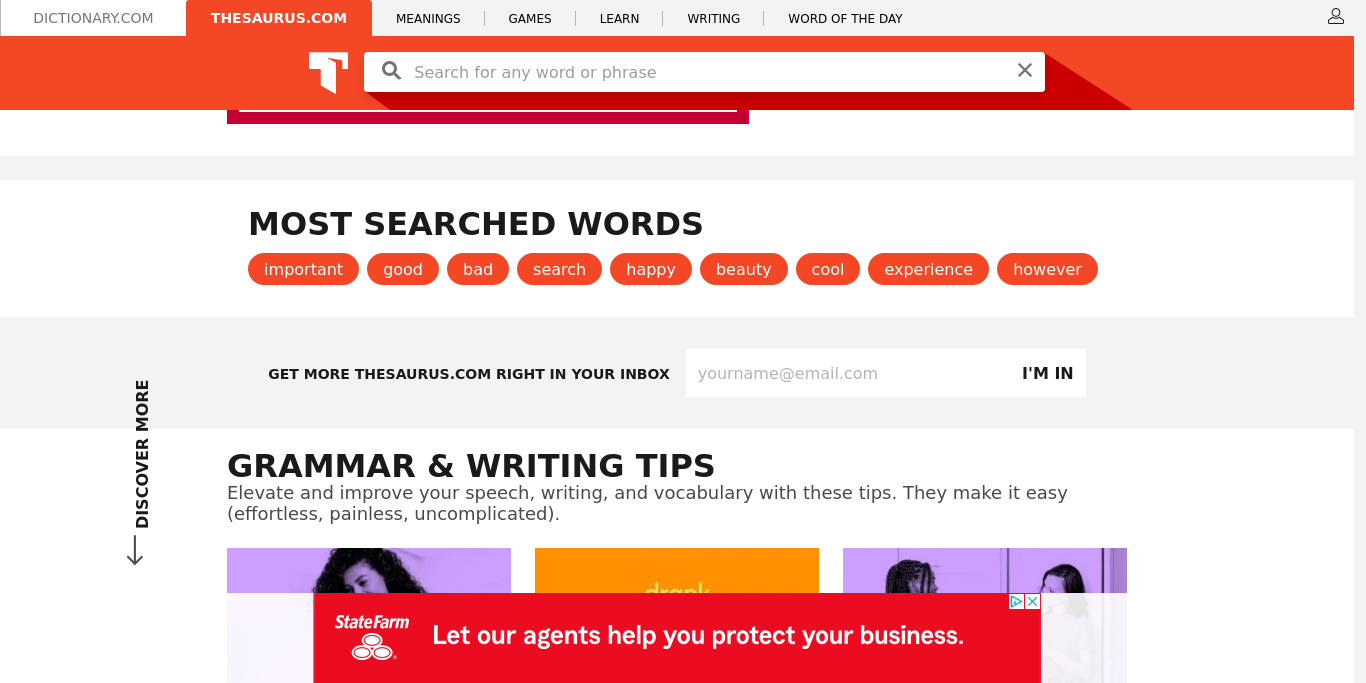 DICTIONARY.COM
THESAURUS.COM
MEANINGS
GAMES
LEARN
WRITING
WORD OF THE DAY
Search for any word or phrase
MOST SEARCHED WORDS
important
good
bad
search
happy
beauty
cool
experience
however
GET MORE THESAURUS.COM RIGHT IN YOUR INBOX
yourname@email.com
I'M IN
DISCOVER MORE
GRAMMAR & WRITING TIPS
Elevate and improve your speech, writing, and vocabulary with these tips. They make it easy
(effortless, painless, uncomplicated).
drank
StateFarm
Let our agents help you protect your business.